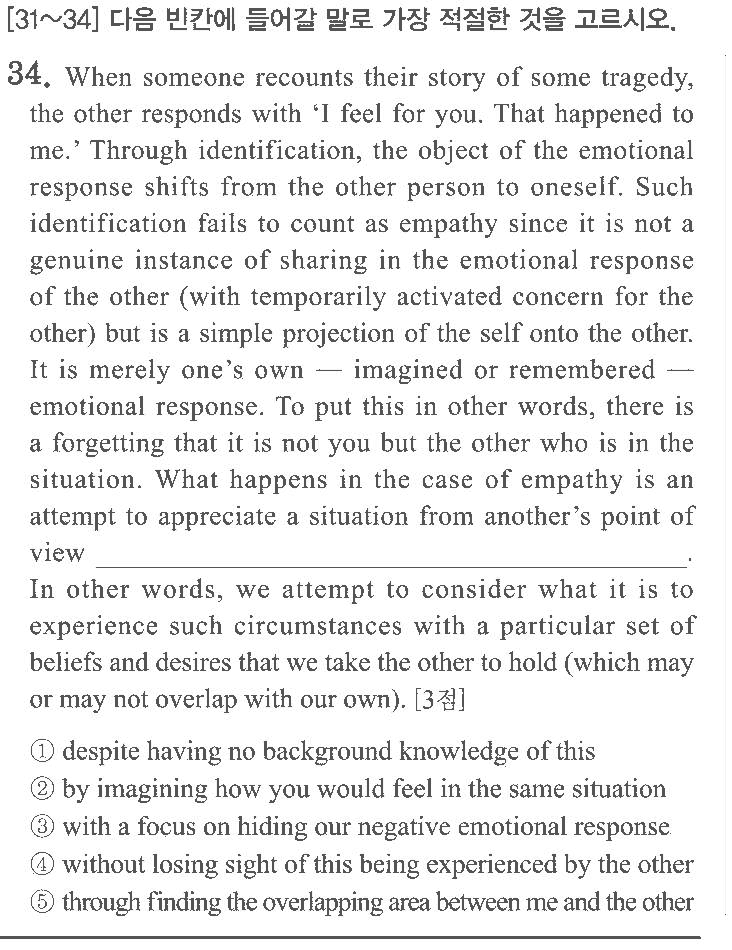 [31～34] 다음 빈칸에 들어갈 말로 가장 적절한 것을 고르시오.
34. When someone recounts their story of some tragedy,
the other responds with ‘I feel for you. That happened to
me.’ Through identification, the object of the emotional
response shifts from the other person to oneself. Such
identification fails to count as empathy since it is not a
genuine instance of sharing in the emotional response
of the other (with temporarily activated concern for the
other) but is a simple projection of the self onto the other.
It is merely one’s own — imagined or remembered —
emotional response. To put this in other words, there is
a forgetting that it is not you but the other who is in the
situation. What happens in the case of empathy is an
attempt to appreciate a situation from another’s point of
view ______________________________.
In other words, we attempt to consider what it is to
experience such circumstances with a particular set of
beliefs and desires that we take the other to hold (which may
or may not overlap with our own). [3점]
① despite having no background knowledge of this
② by imagining how you would feel in the same situation
③ with a focus on hiding our negative emotional response
④ without losing sight of this being experienced by the other
⑤ through finding the overlapping area between me and the other